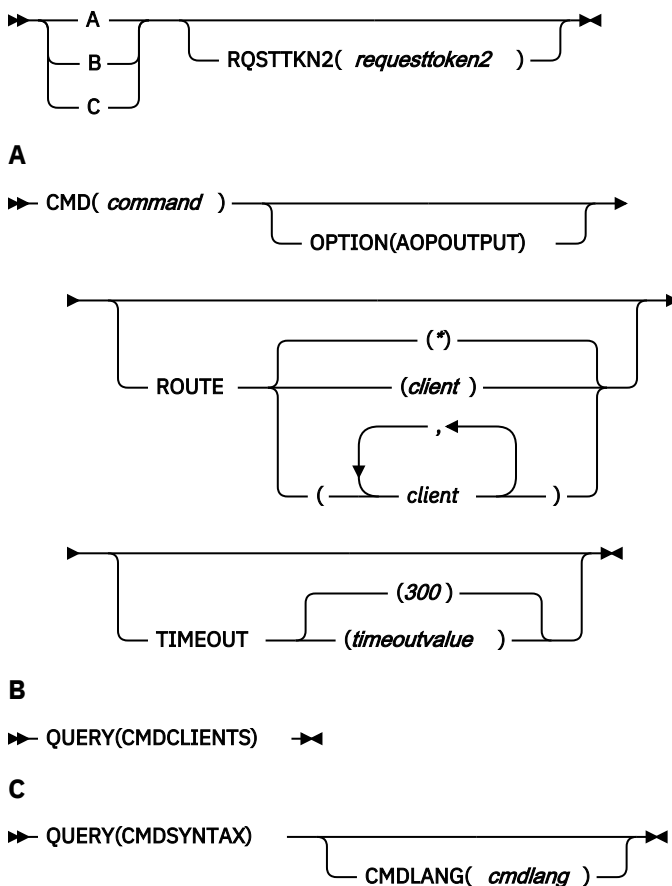 A
B
RQSTTKN2( requesttoken2 )
C
A
CMD( command )
OPTION(AOPOUTPUT)
(*)
ROUTE (client )
,
( client )
(300 )
TIMEOUT (timeoutvalue )
B
QUERY(CMDCLIENTS)
C
QUERY(CMDSYNTAX)
CMDLANG( cmdlang )